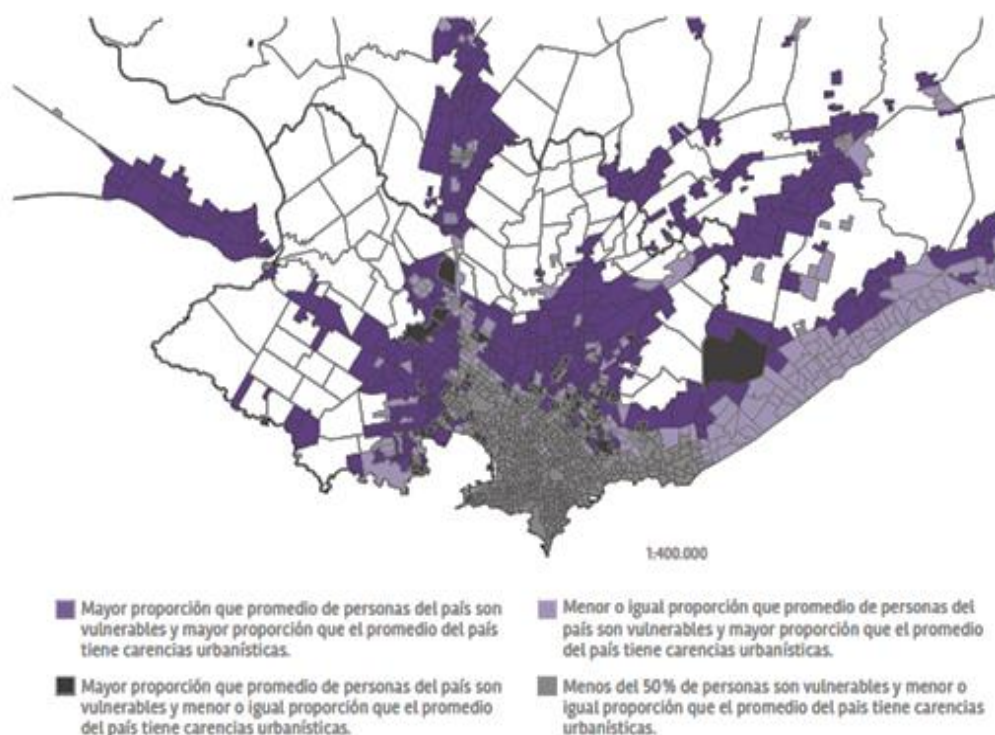 1:400.000
Mayor proporción que promedio de personas del país son
vulnerables y mayor proporción que el promedio del país
tiene carencias urbanísticas.
Mayor proporción que promedio de personas del país son
vulnerables y menor o igual proporción que el promedio
del país tiene carencias urbanísticas.
Menor o igual proporción que promedio de personas del
país son vulnerables y mayor proporción que el promedio
del país tiene carencias urbanísticas.
Menos del 50% de personas son vulnerables y menor o
igual proporción que el promedio del país tiene carencias
urbanísticas.